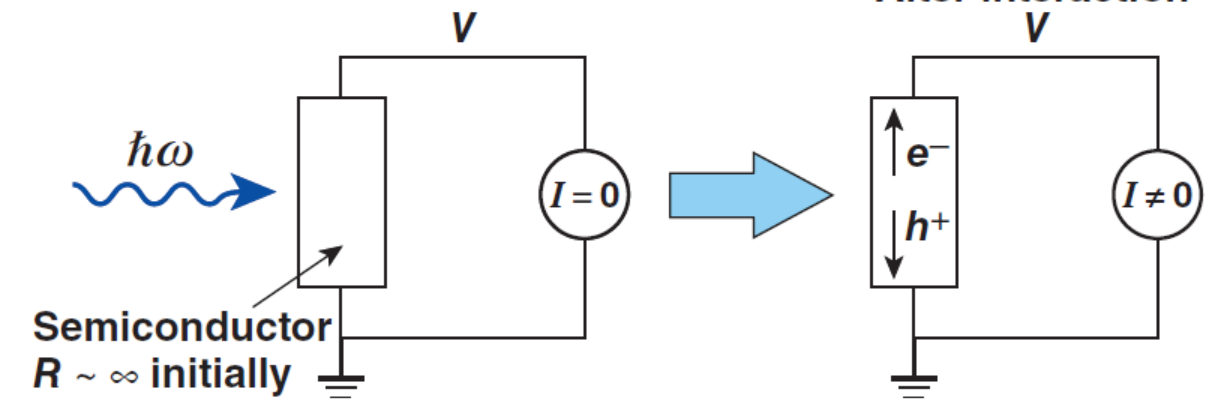 V
ħω
I = 0
Semiconductor
R ~ ∞ initially
V
e−
h+
I ≠ 0